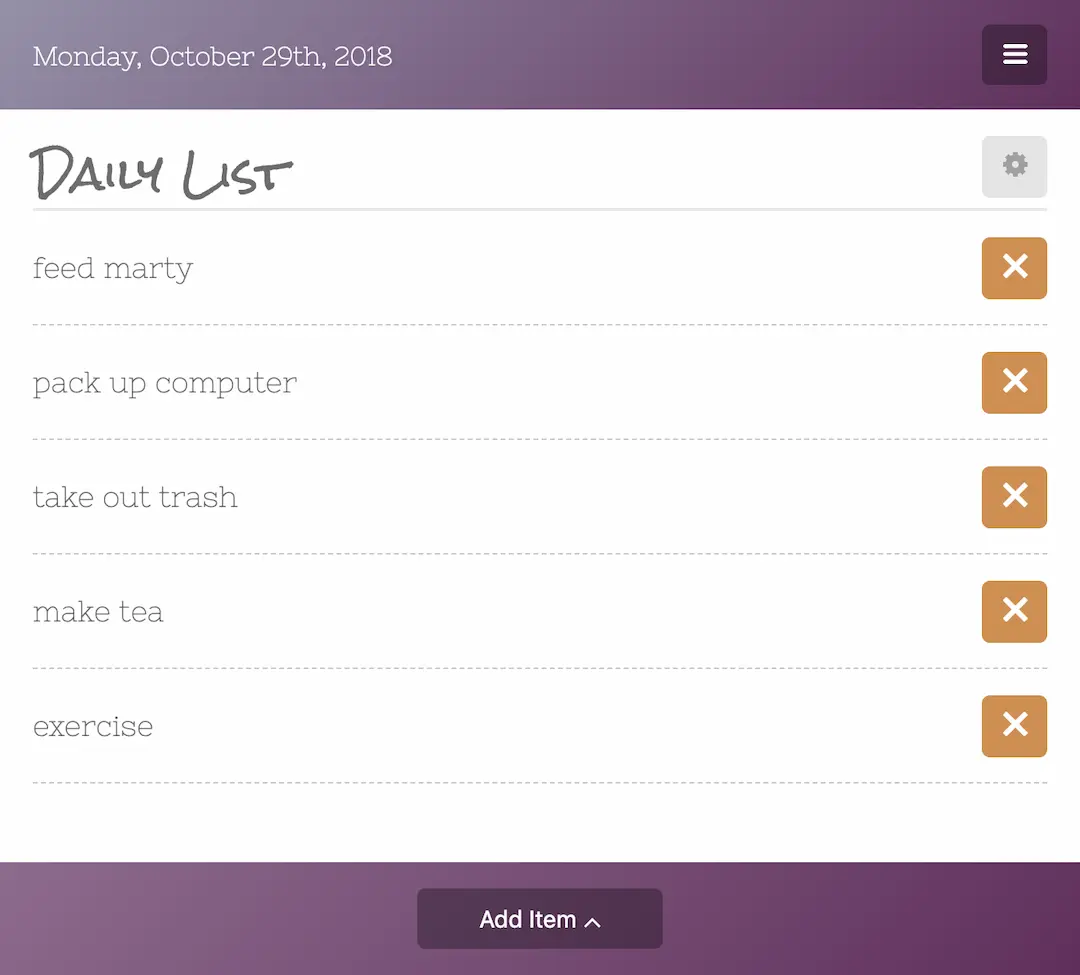 Monday, October 29th, 2018
Daily List
feed marty
pack up computer
take out trash
make tea
exercise
Add Item